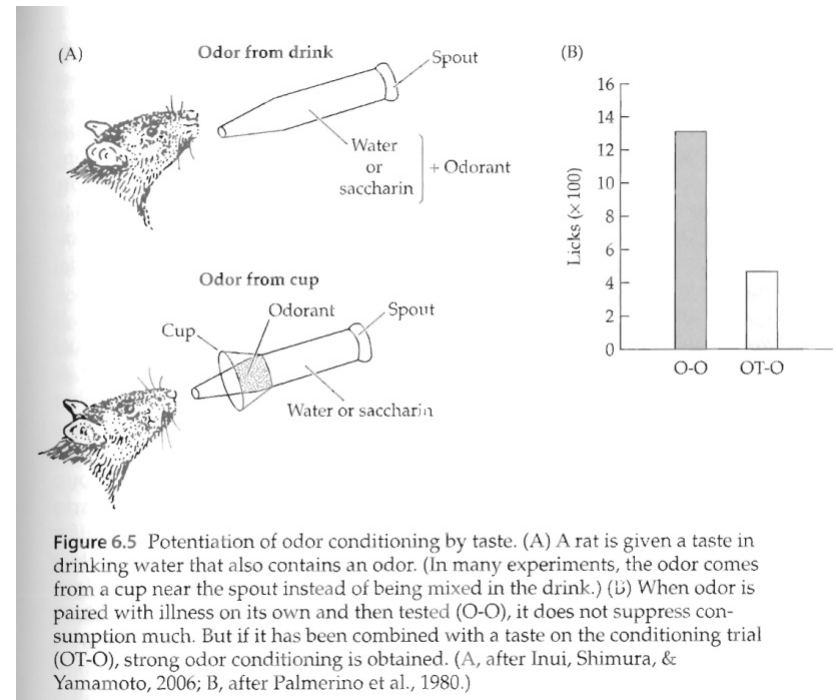 (A)
Odor from drink
Spout
Water
or
saccharin
+ Odorant
Odor from cup
Odorant
Spout
Cup
Water or saccharin
(B)
Licks (× 100)
16
14
12
10
8
6
4
2
0
O-O OT-O
Figure 6.5 Potentiation of odor conditioning by taste. (A) A rat is given a taste in
drinking water that also contains an odor. (In many experiments, the odor comes
from a cup near the spout instead of being mixed in the drink.) (B) When odor is
paired with illness on its own and then tested (O-O), it does not suppress con-
sumption much. But if it has been combined with a taste on the conditioning trial
(OT-O), strong odor conditioning is obtained. (A, after Inui, Shimura, &
Yamamoto, 2006; B, after Palmerino et al., 1980.)